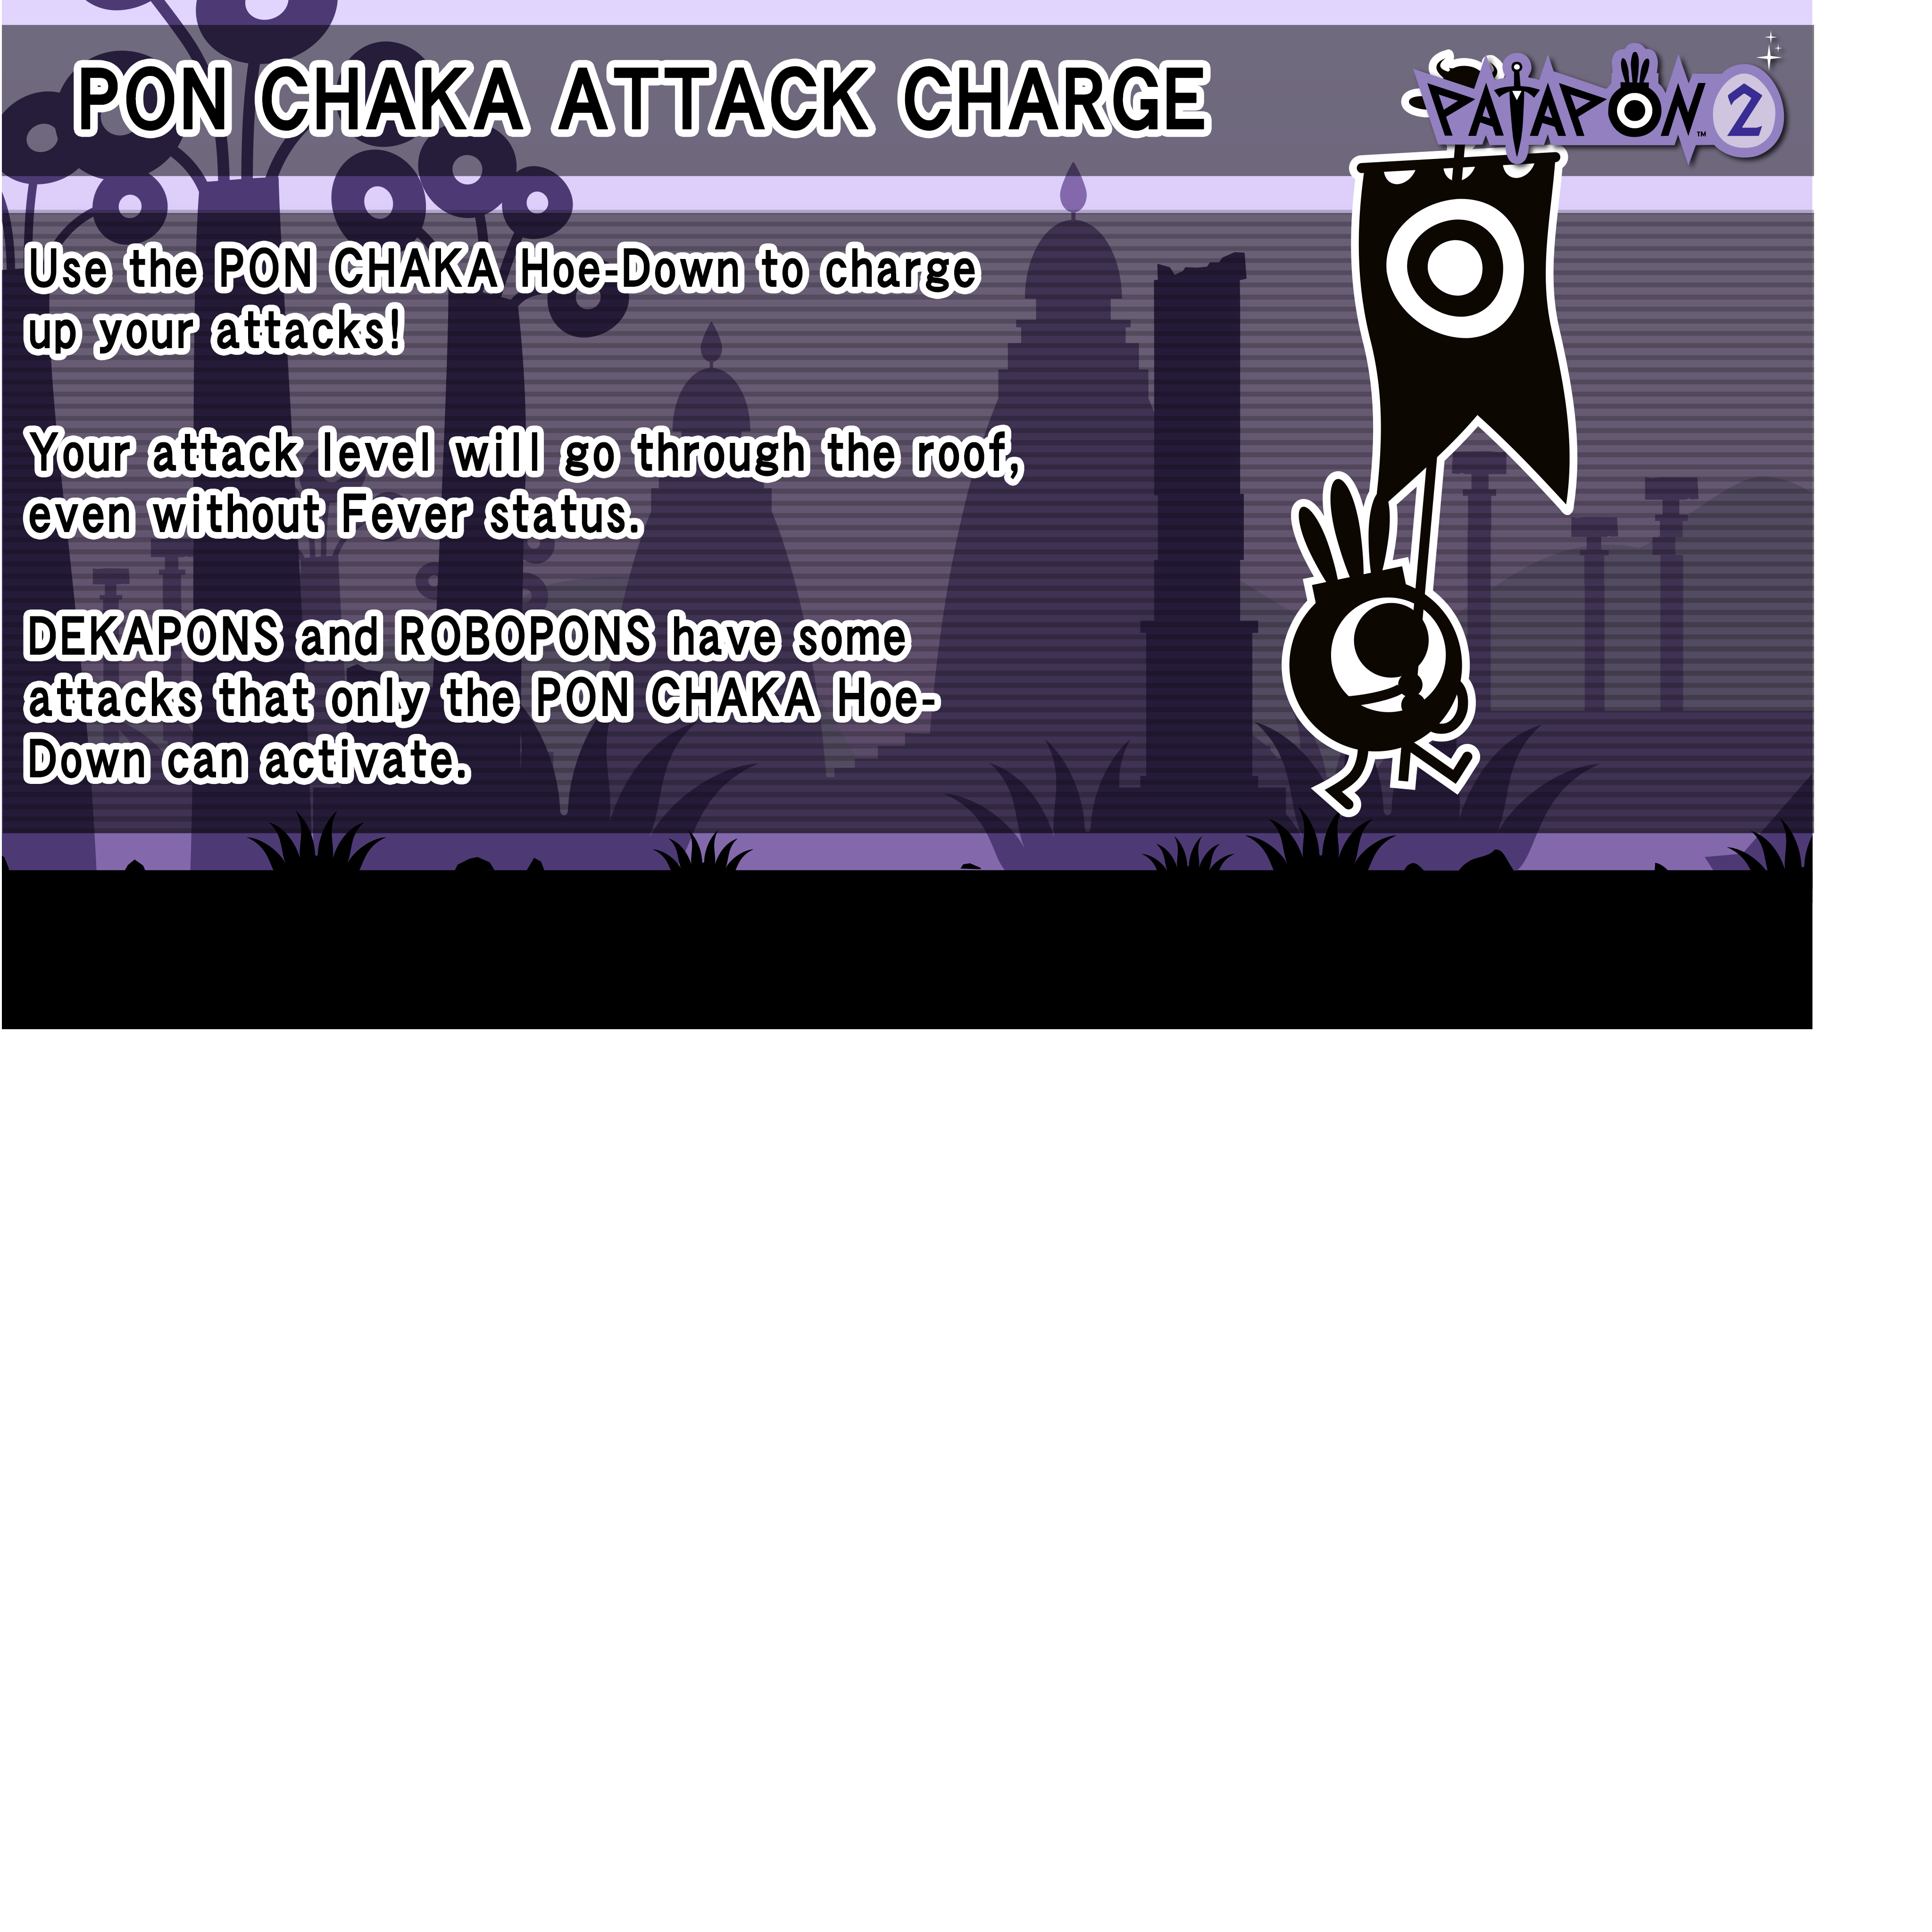 PON CHAKA ATTACK CHARGE
PATAPON™ 2
Use the PON CHAKA Hoe-Down to charge
up your attacks!
Your attack level will go through the roof,
even without Fever status.
DEKAPONS and ROBOPONS have some
attacks that only the PON CHAKA Hoe-
Down can activate.